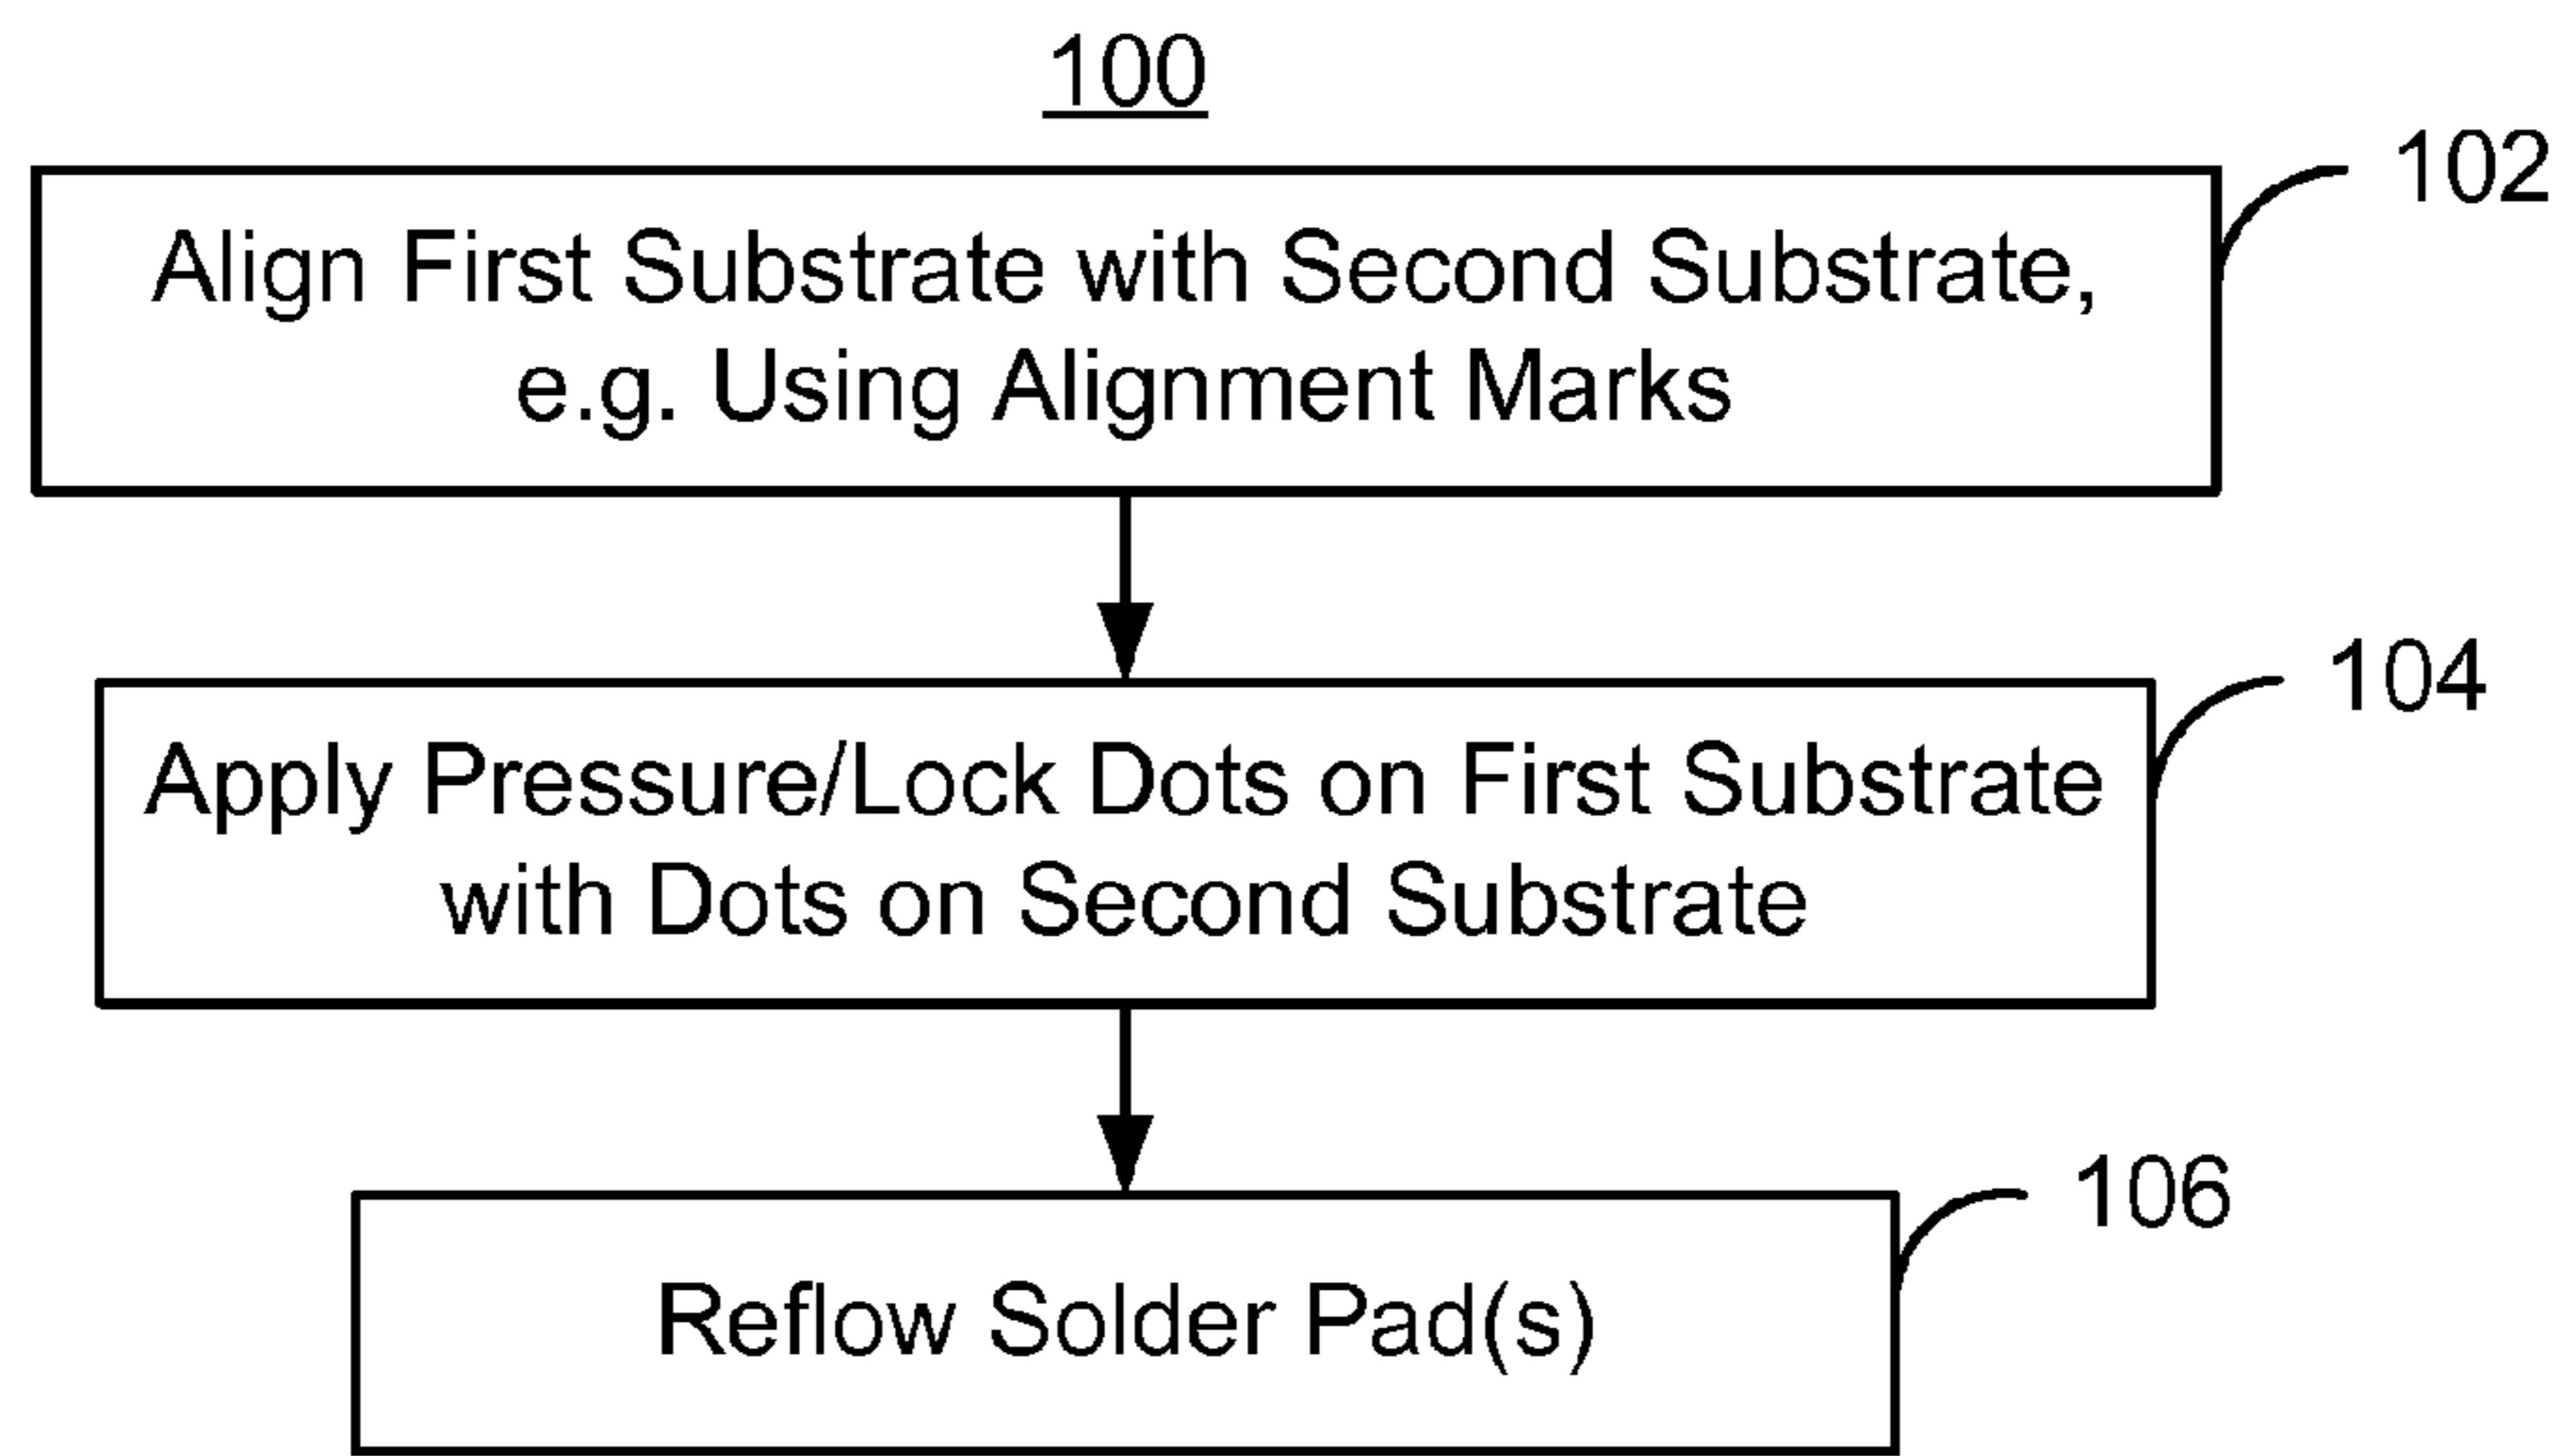 100
102
Align First Substrate with Second Substrate,
e.g. Using Alignment Marks
104
Apply Pressure/Lock Dots on First Substrate
with Dots on Second Substrate
106
Reflow Solder Pad(s)